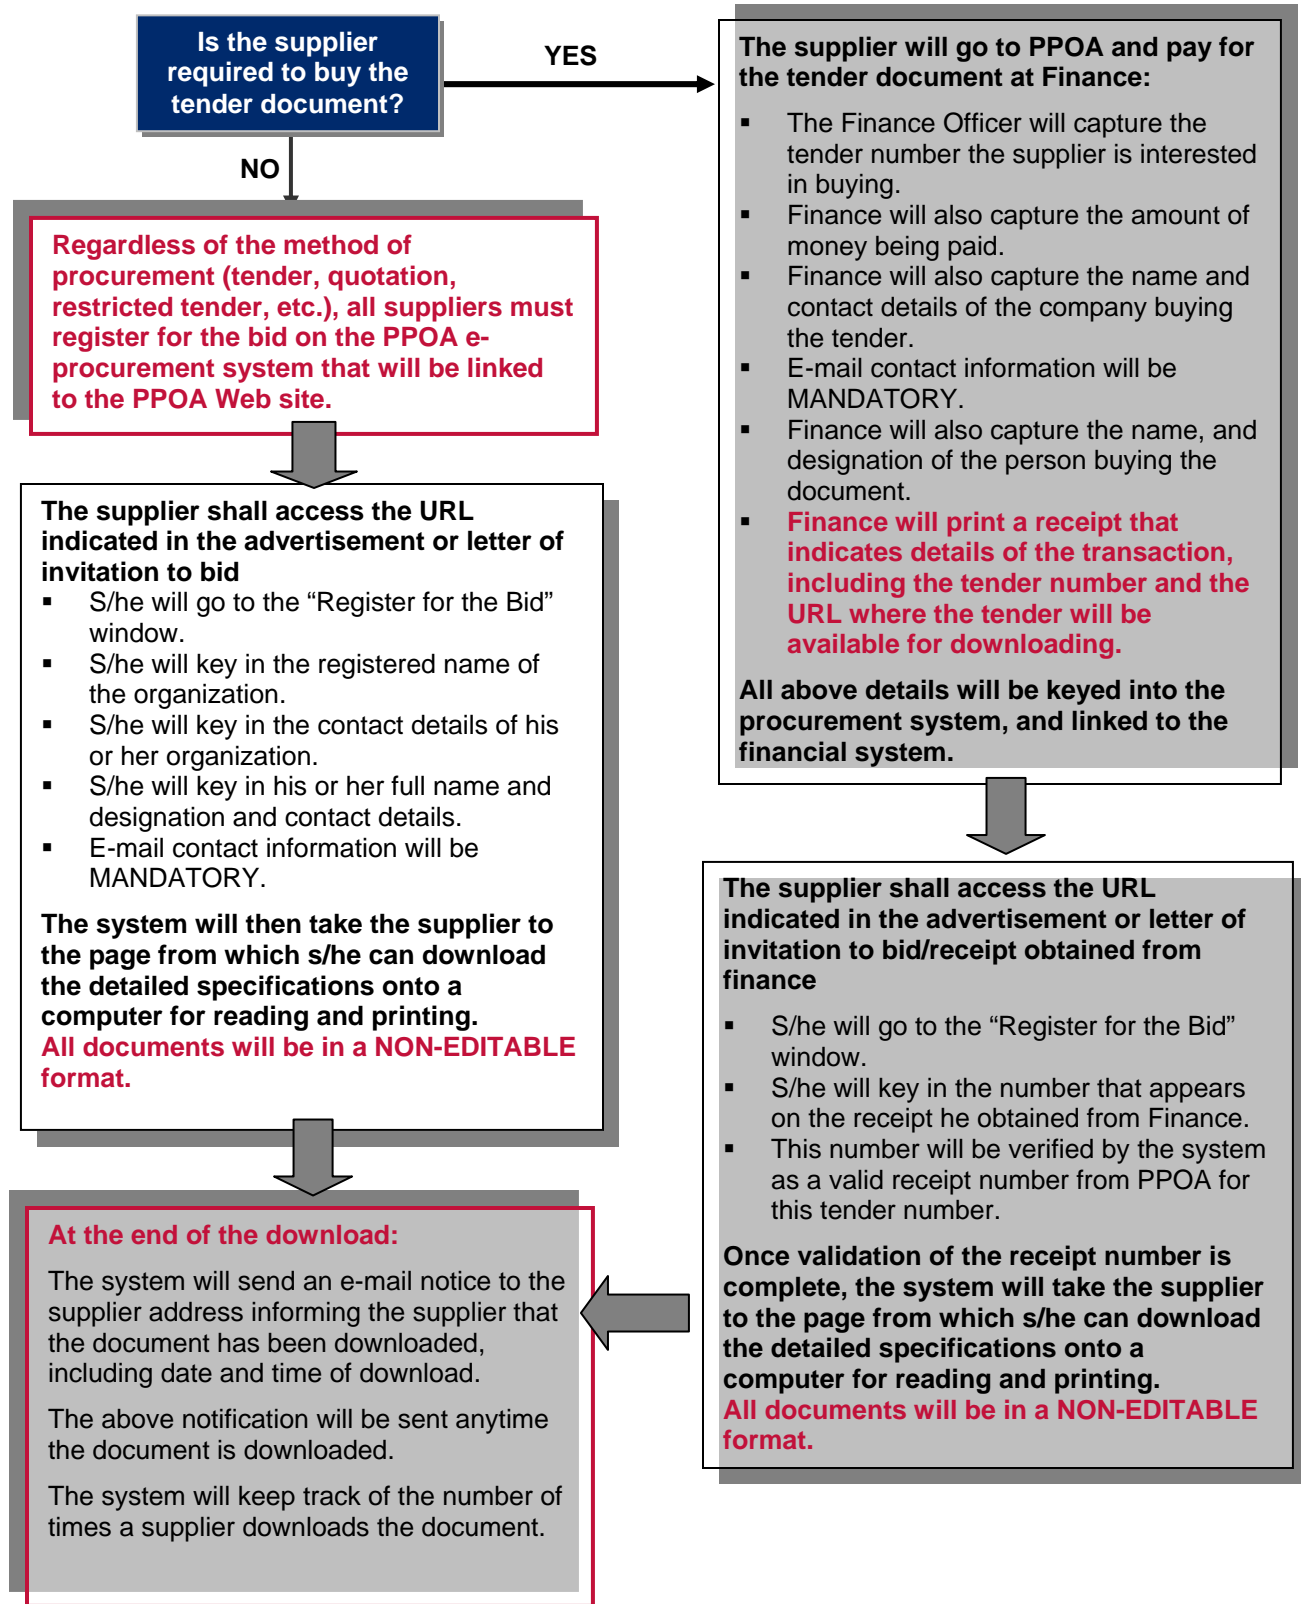 Is the supplier
required to buy the
tender document?
YES
NO
Regardless of the method of
procurement (tender, quotation,
restricted tender, etc.), all suppliers must
register for the bid on the PPOA e-
procurement system that will be linked
to the PPOA Web site.
The supplier shall access the URL
indicated in the advertisement or letter of
invitation to bid
▪ S/he will go to the “Register for the Bid”
window.
▪ S/he will key in the registered name of
the organization.
▪ S/he will key in the contact details of his
or her organization.
▪ S/he will key in his or her full name and
designation and contact details.
▪ E-mail contact information will be
MANDATORY.
The system will then take the supplier to
the page from which s/he can download
the detailed specifications onto a
computer for reading and printing.
All documents will be in a NON-EDITABLE
format.
The supplier will go to PPOA and pay for
the tender document at Finance:
▪ The Finance Officer will capture the
tender number the supplier is interested
in buying.
▪ Finance will also capture the amount of
money being paid.
▪ Finance will also capture the name and
contact details of the company buying
the tender.
▪ E-mail contact information will be
MANDATORY.
▪ Finance will also capture the name, and
designation of the person buying the
document.
▪ Finance will print a receipt that
indicates details of the transaction,
including the tender number and the
URL where the tender will be
available for downloading.
All above details will be keyed into the
procurement system, and linked to the
financial system.
The supplier shall access the URL
indicated in the advertisement or letter of
invitation to bid/receipt obtained from
finance
▪ S/he will go to the “Register for the Bid”
window.
▪ S/he will key in the number that appears
on the receipt he obtained from Finance.
▪ This number will be verified by the system
as a valid receipt number from PPOA for
this tender number.
Once validation of the receipt number is
complete, the system will take the supplier
to the page from which s/he can download
the detailed specifications onto a
computer for reading and printing.
All documents will be in a NON-EDITABLE
format.
At the end of the download:
The system will send an e-mail notice to the
supplier address informing the supplier that
the document has been downloaded,
including date and time of download.
The above notification will be sent anytime
the document is downloaded.
The system will keep track of the number of
times a supplier downloads the document.